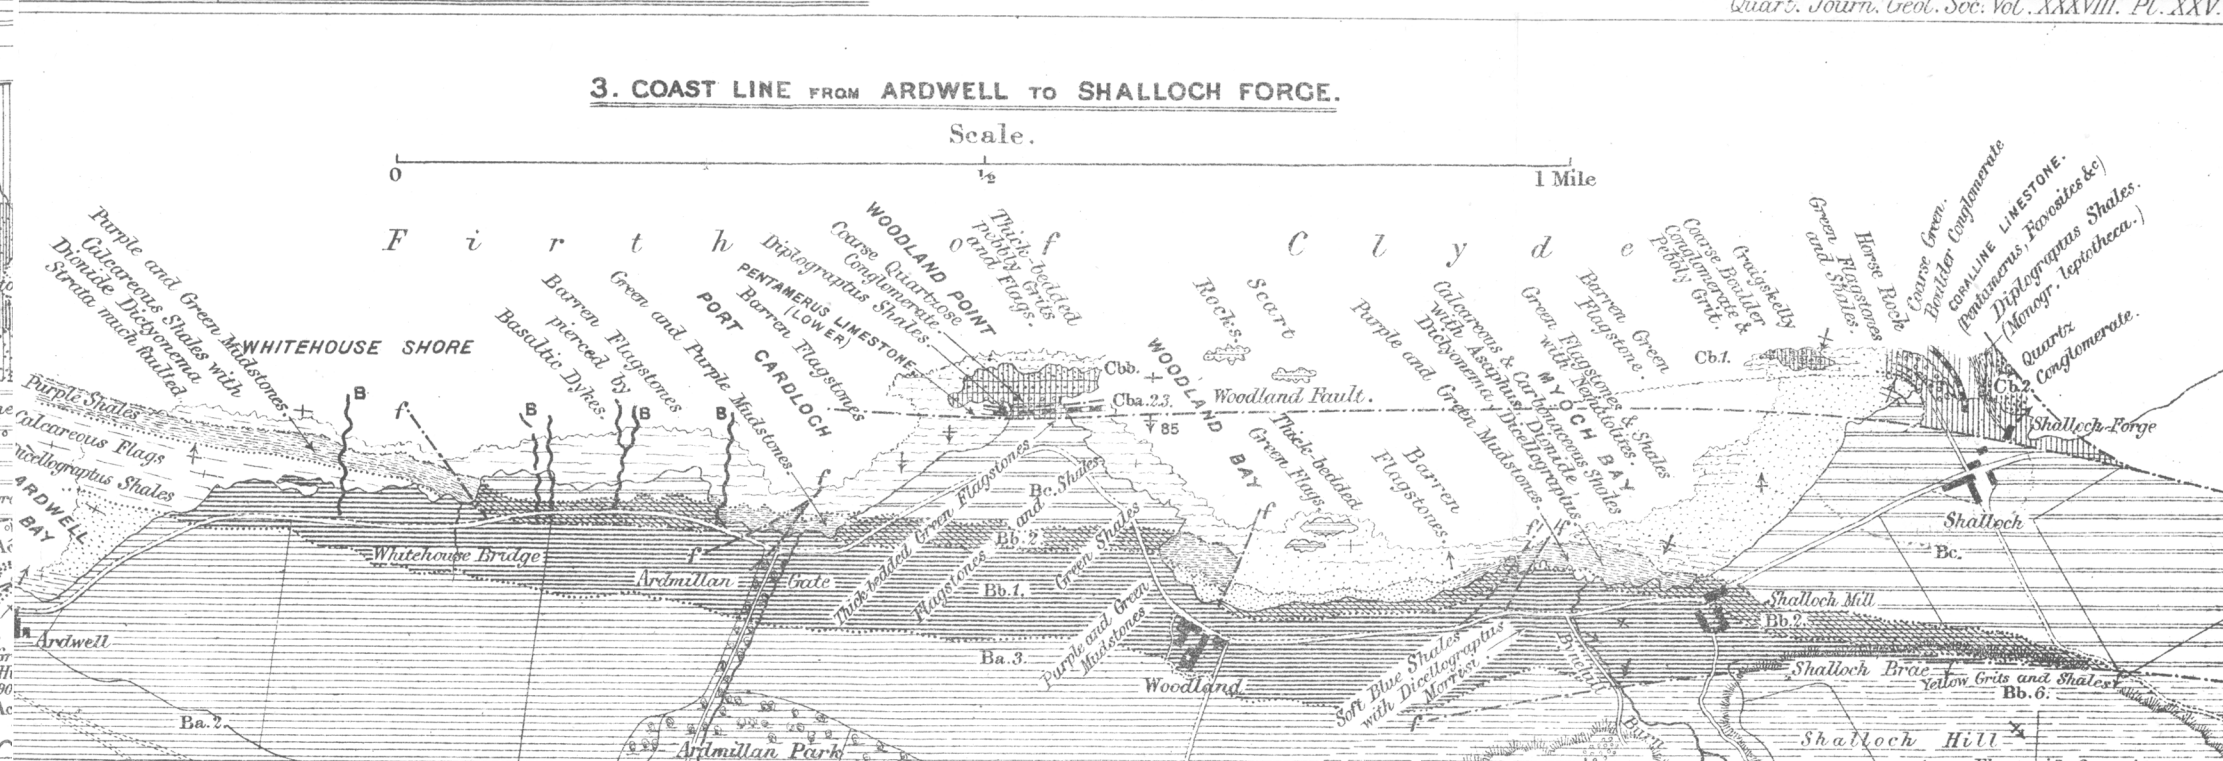 Quart. Journ. Geol. Soc. Vol. XXXVIII. Pl. XXV.
3. COAST LINE FROM ARDWELL TO SHALLOCH FORGE.
Scale.
0 ½ 1 Mile
Firth of Clyde
Purple and Green Mudstones.
Calcareous Shales with
Dionide, Dictyonema
Strata much faulted
WHITEHOUSE SHORE
Purple Shales
Calcareous Flags
Dicellograptus Shales
ARDWELL
BAY
Ardwell
Ba.2.
B
f
B
B
B
Basaltic Dykes.
pierced by
Barren Flagstones
Green and Purple Mudstones.
PORT CARDLOCH
Barren Flagstones
PENTAMERUS LIMESTONE
(LOWER)
Diplograptus Shales.
Coarse Quartzose
Conglomerate.
WOODLAND POINT
Thick-bedded
pebbly Grits
and Flags.
Cbb.
Cba.2.3.
85
Woodland Fault.
Rocks.
Scart
WOODLAND
BAY
Thick-bedded
Green Flags.
Barren
Flagstones.
Purple and Green Mudstones.
Dictyonema, Dicellograptus
with Asaphus, Dionide
Calcareous & Carbonaceous Shales
Green Flagstones & Shales
with Nematolites.
MYOCH BAY
Barren Green
Flagstone.
Cb.1.
Coarse Boulder
Conglomerate &
pebbly Grit.
Craigskelly
Green Flagstones
and Shales.
Horse Rock
Coarse Green.
Boulder Conglomerate
CORALLINE LIMESTONE.
(Pentamerus, Favosites &c)
Diplograptus Shales.
(Monogr. leptotheca.)
Quartz
Conglomerate.
Cb.2.
Shalloch-Forge
Shalloch
Bc.
f
f
Whitehouse Bridge
Ardmillan Gate
Ardmillan Park
Thick-bedded Green Flagstones
Flagstones and
Green Shales
Bc. Shales
Bb.2
Bb.1.
Ba.3.
Purple and Green
Mudstones.
Woodland
f
f
f
Soft Blue Shales
with Dicellograptus
Morrisi
f
Byrehill
Burn
Shalloch Mill
Bb.2.
Shalloch Brae
f
Yellow Grits and Shales
Bb.6.
Shalloch Hill